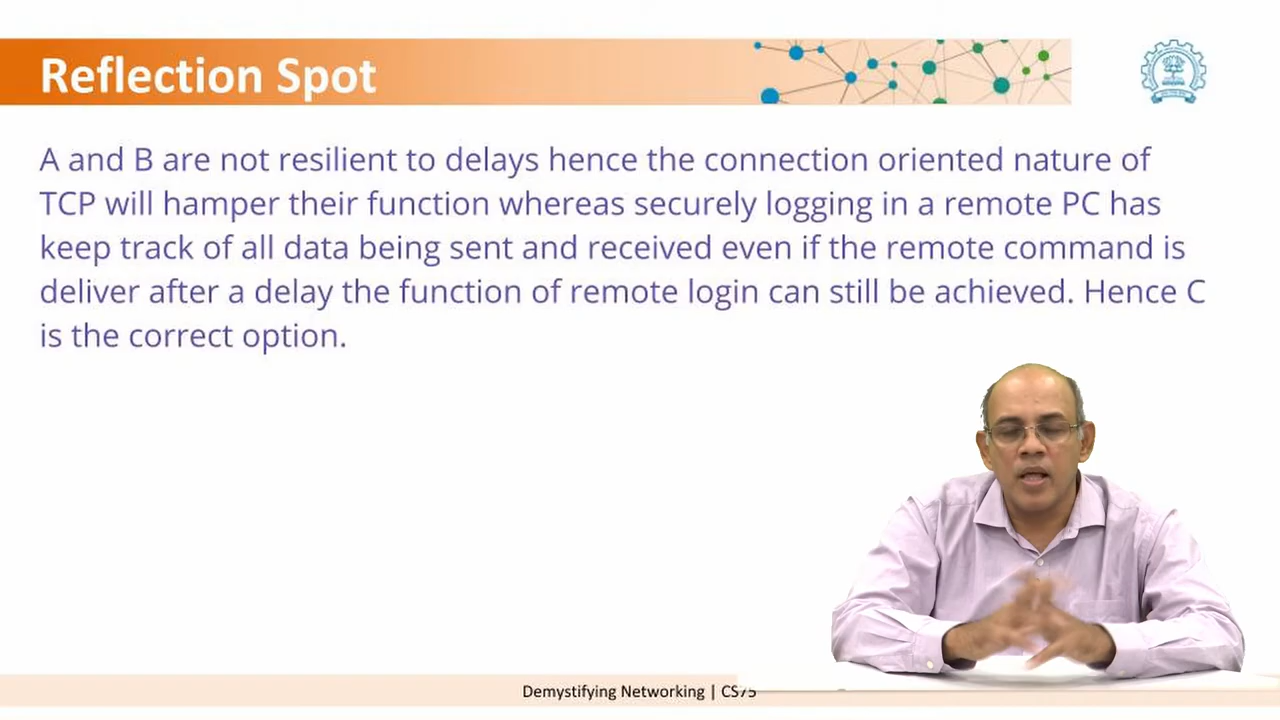 Reflection Spot
A and B are not resilient to delays hence the connection oriented nature of
TCP will hamper their function whereas securely logging in a remote PC has
keep track of all data being sent and received even if the remote command is
deliver after a delay the function of remote login can still be achieved. Hence C
is the correct option.
Demystifying Networking | CS75